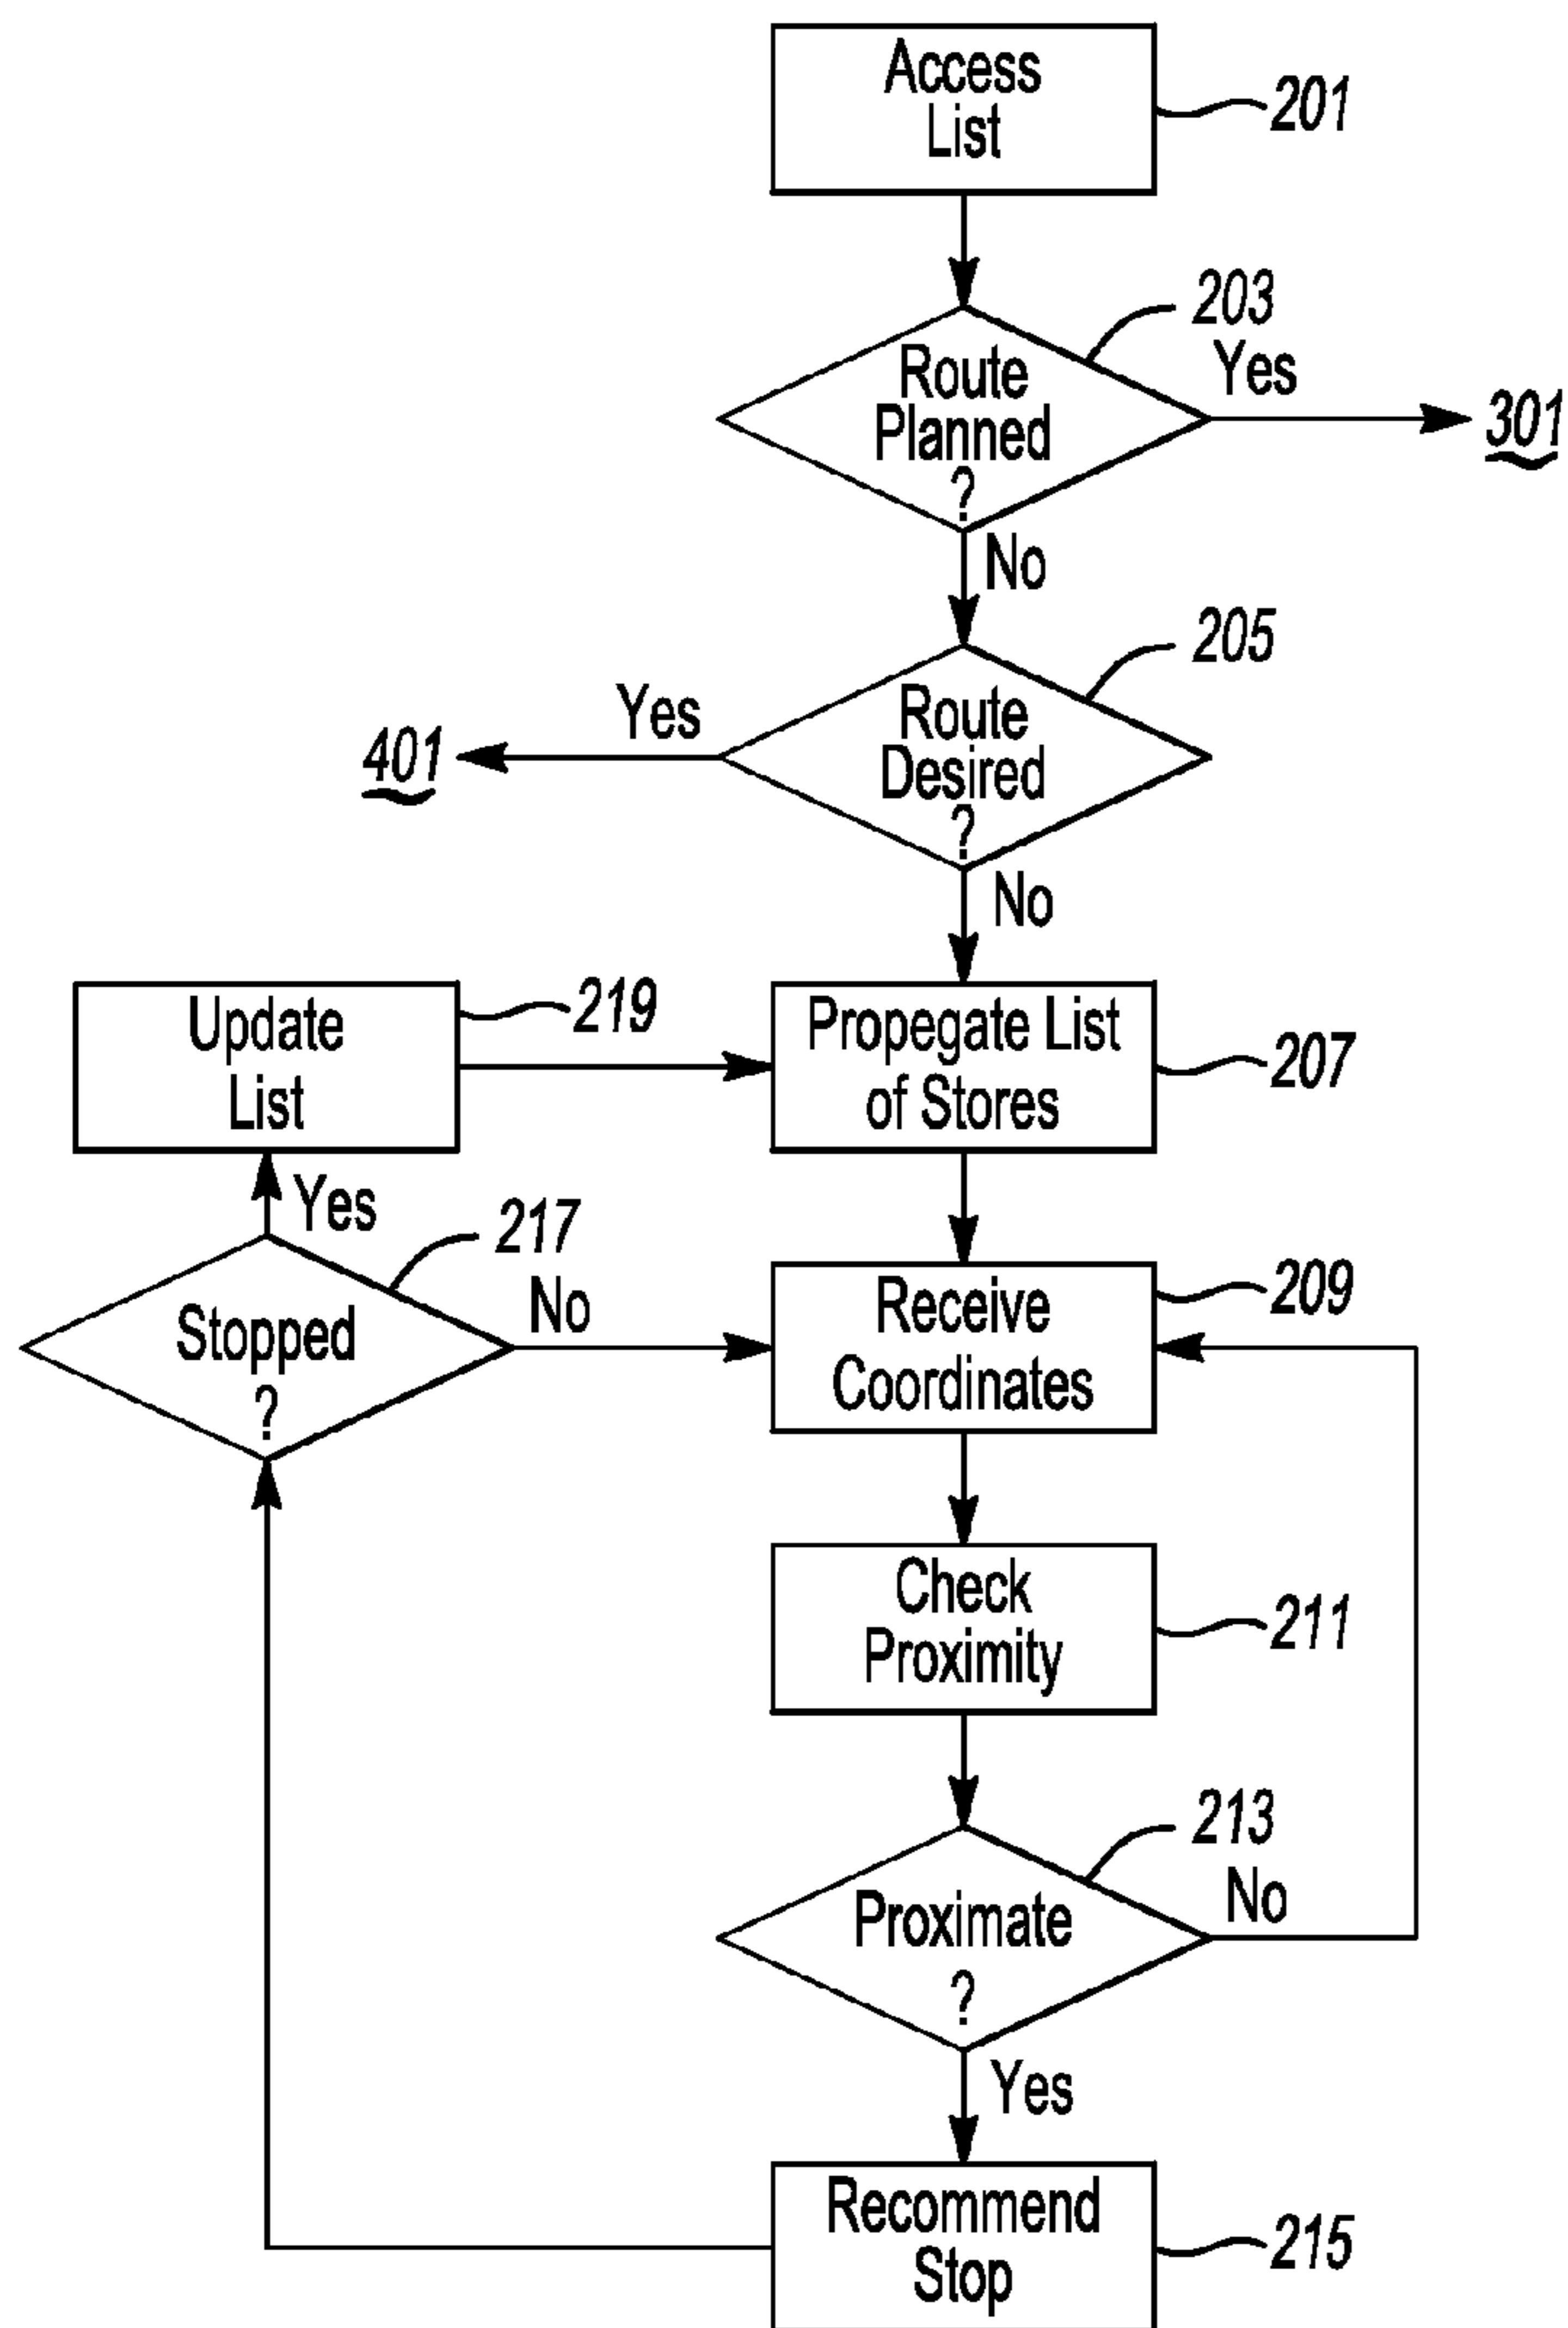 Access
List
201
203
Route
Planned
?
Yes
301
No
205
Route
Desired
?
Yes
401
No
Update
List
219
Propegate List
of Stores
207
Yes
217
Stopped
?
No
Receive
Coordinates
209
Check
Proximity
211
213
Proximate
?
No
Yes
Recommend
Stop
215